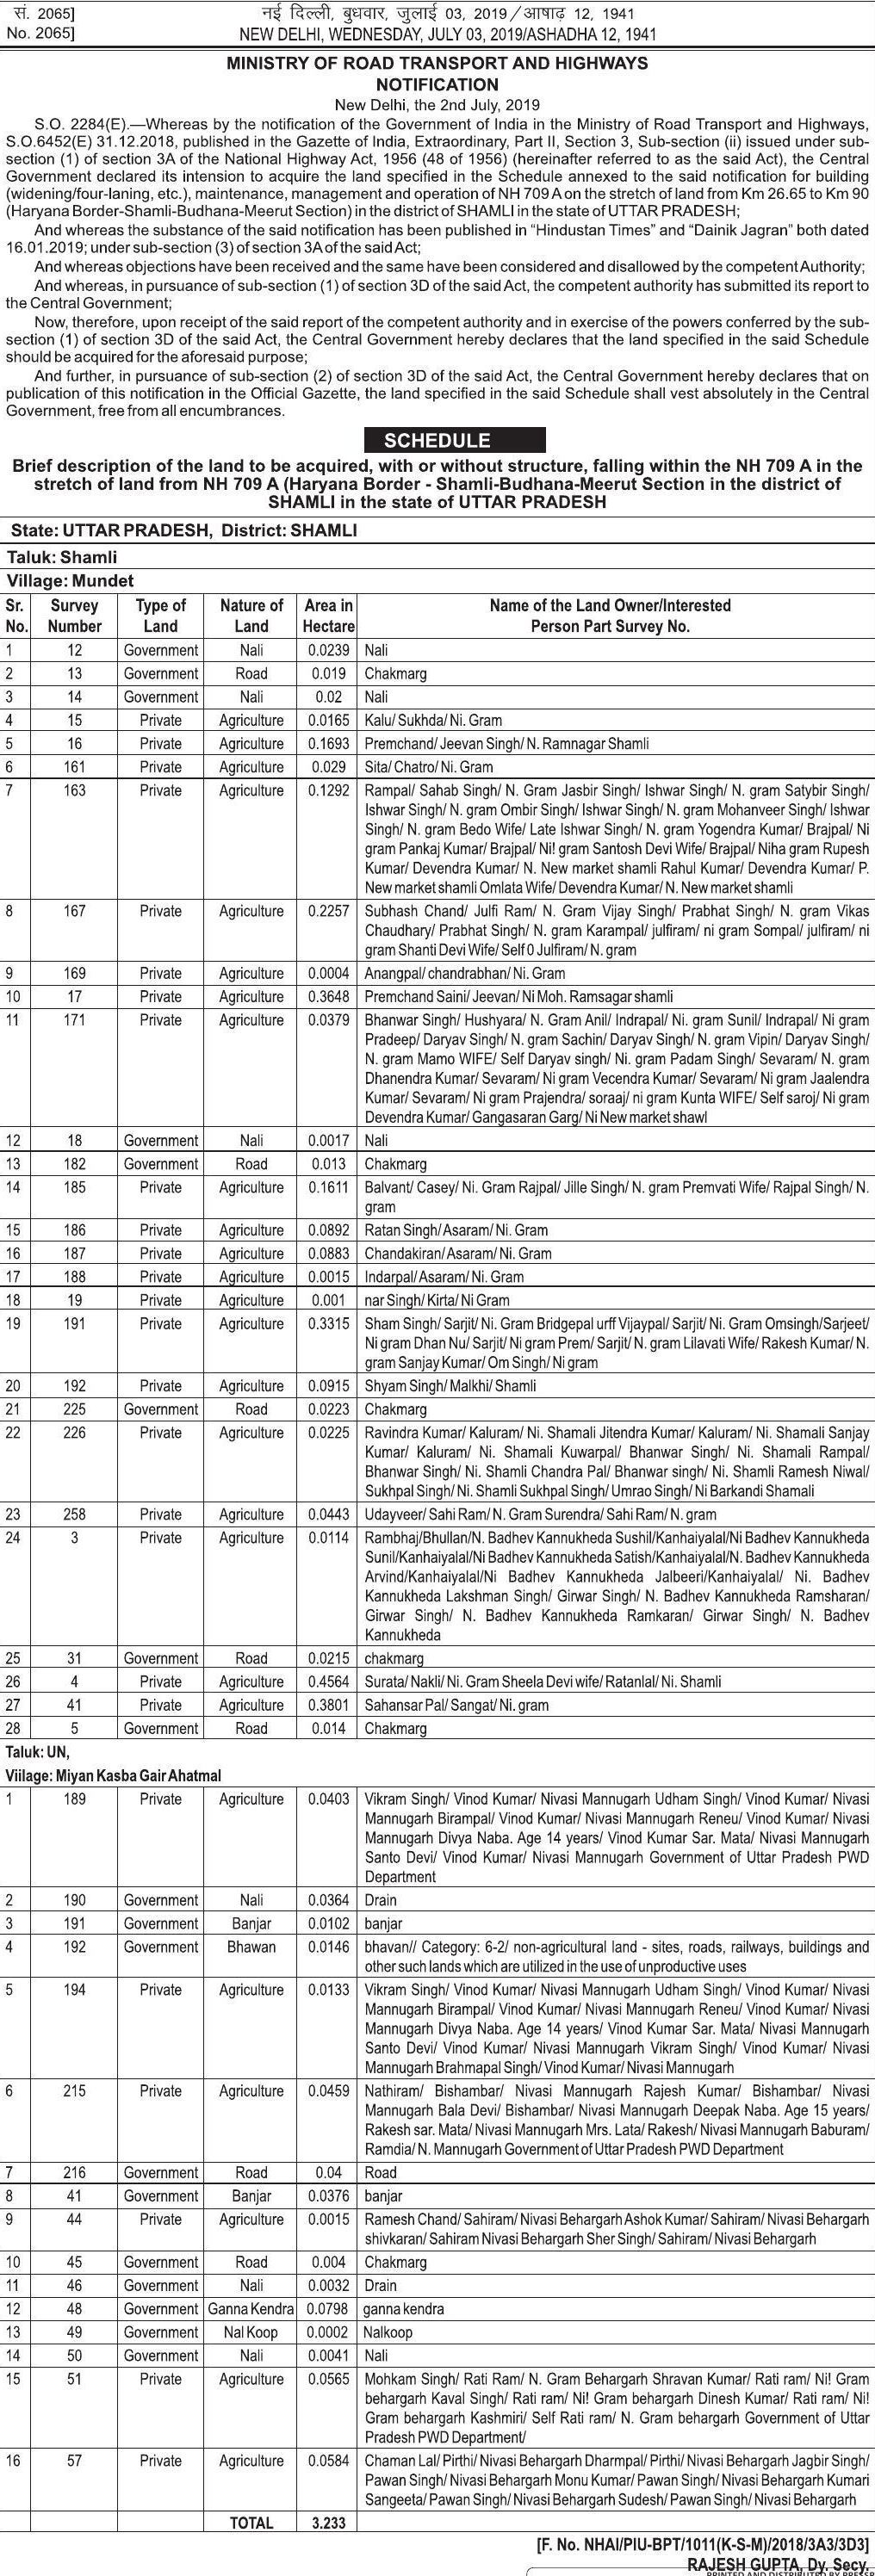 सं. 2065]
नई दिल्ली, बुधवार, जुलाई 03, 2019/आषाढ़ 12, 1941
No. 2065]
NEW DELHI, WEDNESDAY, JULY 03, 2019/ASHADHA 12, 1941
MINISTRY OF ROAD TRANSPORT AND HIGHWAYS
NOTIFICATION
New Delhi, the 2nd July, 2019
S.O. 2284(E).—Whereas by the notification of the Government of India in the Ministry of Road Transport and Highways,
S.O.6452(E) 31.12.2018, published in the Gazette of India, Extraordinary, Part II, Section 3, Sub-section (ii) issued under sub-
section (1) of section 3A of the National Highway Act, 1956 (48 of 1956) (hereinafter referred to as the said Act), the Central
Government declared its intension to acquire the land specified in the Schedule annexed to the said notification for building
(widening/four-laning, etc.), maintenance, management and operation of NH 709 A on the stretch of land from Km 26.65 to Km 90
(Haryana Border-Shamli-Budhana-Meerut Section) in the district of SHAMLI in the state of UTTAR PRADESH;
And whereas the substance of the said notification has been published in “Hindustan Times” and “Dainik Jagran” both dated
16.01.2019; under sub-section (3) of section 3A of the said Act;
And whereas objections have been received and the same have been considered and disallowed by the competent Authority;
And whereas, in pursuance of sub-section (1) of section 3D of the said Act, the competent authority has submitted its report to
the Central Government;
Now, therefore, upon receipt of the said report of the competent authority and in exercise of the powers conferred by the sub-
section (1) of section 3D of the said Act, the Central Government hereby declares that the land specified in the said Schedule
should be acquired for the aforesaid purpose;
And further, in pursuance of sub-section (2) of section 3D of the said Act, the Central Government hereby declares that on
publication of this notification in the Official Gazette, the land specified in the said Schedule shall vest absolutely in the Central
Government, free from all encumbrances.
SCHEDULE
Brief description of the land to be acquired, with or without structure, falling within the NH 709 A in the
stretch of land from NH 709 A (Haryana Border - Shamli-Budhana-Meerut Section in the district of
SHAMLI in the state of UTTAR PRADESH
State: UTTAR PRADESH, District: SHAMLI
Taluk: Shamli
Village: Mundet
Sr. Survey Type of Nature of Area in Name of the Land Owner/Interested
No. Number Land Land Hectare Person Part Survey No.
1 12 Government Nali 0.0239 Nali
2 13 Government Road 0.019 Chakmarg
3 14 Government Nali 0.02 Nali
4 15 Private Agriculture 0.0165 Kalu/ Sukhda/ Ni. Gram
5 16 Private Agriculture 0.1693 Premchand/ Jeevan Singh/ N. Ramnagar Shamli
6 161 Private Agriculture 0.029 Sita/ Chatro/ Ni. Gram
7 163 Private Agriculture 0.1292 Rampal/ Sahab Singh/ N. Gram Jasbir Singh/ Ishwar Singh/ N. gram Satybir Singh/
Ishwar Singh/ N. gram Ombir Singh/ Ishwar Singh/ N. gram Mohanveer Singh/ Ishwar
Singh/ N. gram Bedo Wife/ Late Ishwar Singh/ N. gram Yogendra Kumar/ Brajpal/ Ni
gram Pankaj Kumar/ Brajpal/ Ni! gram Santosh Devi Wife/ Brajpal/ Niha gram Rupesh
Kumar/ Devendra Kumar/ N. New market shamli Rahul Kumar/ Devendra Kumar/ P.
New market shamli Omlata Wife/ Devendra Kumar/ N. New market shamli
8 167 Private Agriculture 0.2257 Subhash Chand/ Julfi Ram/ N. Gram Vijay Singh/ Prabhat Singh/ N. gram Vikas
Chaudhary/ Prabhat Singh/ N. gram Karampal/ julfiram/ ni gram Sompal/ julfiram/ ni
gram Shanti Devi Wife/ Self 0 Julfiram/ N. gram
9 169 Private Agriculture 0.0004 Anangpal/ chandrabhan/ Ni. Gram
10 17 Private Agriculture 0.3648 Premchand Saini/ Jeevan/ Ni Moh. Ramsagar shamli
11 171 Private Agriculture 0.0379 Bhanwar Singh/ Hushyara/ N. Gram Anil/ Indrapal/ Ni. gram Sunil/ Indrapal/ Ni gram
Pradeep/ Daryav Singh/ N. gram Sachin/ Daryav Singh/ N. gram Vipin/ Daryav Singh/
N. gram Mamo WIFE/ Self Daryav singh/ Ni. gram Padam Singh/ Sevaram/ N. gram
Dhanendra Kumar/ Sevaram/ Ni gram Vecendra Kumar/ Sevaram/ Ni gram Jaalendra
Kumar/ Sevaram/ Ni gram Prajendra/ soraaj/ ni gram Kunta WIFE/ Self saroj/ Ni gram
Devendra Kumar/ Gangasaran Garg/ Ni New market shawl
12 18 Government Nali 0.0017 Nali
13 182 Government Road 0.013 Chakmarg
14 185 Private Agriculture 0.1611 Balvant/ Casey/ Ni. Gram Rajpal/ Jille Singh/ N. gram Premvati Wife/ Rajpal Singh/ N.
gram
15 186 Private Agriculture 0.0892 Ratan Singh/ Asaram/ Ni. Gram
16 187 Private Agriculture 0.0883 Chandakiran/ Asaram/ Ni. Gram
17 188 Private Agriculture 0.0015 Indarpal/ Asaram/ Ni. Gram
18 19 Private Agriculture 0.001 nar Singh/ Kirta/ Ni Gram
19 191 Private Agriculture 0.3315 Sham Singh/ Sarjit/ Ni. Gram Bridgepal urff Vijaypal/ Sarjit/ Ni. Gram Omsingh/Sarjeet/
Ni gram Dhan Nu/ Sarjit/ Ni gram Prem/ Sarjit/ N. gram Lilavati Wife/ Rakesh Kumar/ N.
gram Sanjay Kumar/ Om Singh/ Ni gram
20 192 Private Agriculture 0.0915 Shyam Singh/ Malkhi/ Shamli
21 225 Government Road 0.0223 Chakmarg
22 226 Private Agriculture 0.0225 Ravindra Kumar/ Kaluram/ Ni. Shamali Jitendra Kumar/ Kaluram/ Ni. Shamali Sanjay
Kumar/ Kaluram/ Ni. Shamali Kuwarpal/ Bhanwar Singh/ Ni. Shamali Rampal/
Bhanwar Singh/ Ni. Shamli Chandra Pal/ Bhanwar singh/ Ni. Shamli Ramesh Niwal/
Sukhpal Singh/ Ni. Shamli Sukhpal Singh/ Umrao Singh/ Ni Barkandi Shamali
23 258 Private Agriculture 0.0443 Udayveer/ Sahi Ram/ N. Gram Surendra/ Sahi Ram/ N. gram
24 3 Private Agriculture 0.0114 Rambhaj/Bhullan/N. Badhev Kannukheda Sushil/Kanhaiyalal/Ni Badhev Kannukheda
Sunil/Kanhaiyalal/Ni Badhev Kannukheda Satish/Kanhaiyalal/N. Badhev Kannukheda
Arvind/Kanhaiyalal/Ni Badhev Kannukheda Jalbeeri/Kanhaiyalal/ Ni. Badhev
Kannukheda Lakshman Singh/ Girwar Singh/ N. Badhev Kannukheda Ramsharan/
Girwar Singh/ N. Badhev Kannukheda Ramkaran/ Girwar Singh/ N. Badhev
Kannukheda
25 31 Government Road 0.0215 chakmarg
26 4 Private Agriculture 0.4564 Surata/ Nakli/ Ni. Gram Sheela Devi wife/ Ratanlal/ Ni. Shamli
27 41 Private Agriculture 0.3801 Sahansar Pal/ Sangat/ Ni. gram
28 5 Government Road 0.014 Chakmarg
Taluk: UN,
Viilage: Miyan Kasba Gair Ahatmal
1 189 Private Agriculture 0.0403 Vikram Singh/ Vinod Kumar/ Nivasi Mannugarh Udham Singh/ Vinod Kumar/ Nivasi
Mannugarh Birampal/ Vinod Kumar/ Nivasi Mannugarh Reneu/ Vinod Kumar/ Nivasi
Mannugarh Divya Naba. Age 14 years/ Vinod Kumar Sar. Mata/ Nivasi Mannugarh
Santo Devi/ Vinod Kumar/ Nivasi Mannugarh Government of Uttar Pradesh PWD
Department
2 190 Government Nali 0.0364 Drain
3 191 Government Banjar 0.0102 banjar
4 192 Government Bhawan 0.0146 bhavan// Category: 6-2/ non-agricultural land - sites, roads, railways, buildings and
other such lands which are utilized in the use of unproductive uses
5 194 Private Agriculture 0.0133 Vikram Singh/ Vinod Kumar/ Nivasi Mannugarh Udham Singh/ Vinod Kumar/ Nivasi
Mannugarh Birampal/ Vinod Kumar/ Nivasi Mannugarh Reneu/ Vinod Kumar/ Nivasi
Mannugarh Divya Naba. Age 14 years/ Vinod Kumar Sar. Mata/ Nivasi Mannugarh
Santo Devi/ Vinod Kumar/ Nivasi Mannugarh Vikram Singh/ Vinod Kumar/ Nivasi
Mannugarh Brahmapal Singh/ Vinod Kumar/ Nivasi Mannugarh
6 215 Private Agriculture 0.0459 Nathiram/ Bishambar/ Nivasi Mannugarh Rajesh Kumar/ Bishambar/ Nivasi
Mannugarh Bala Devi/ Bishambar/ Nivasi Mannugarh Deepak Naba. Age 15 years/
Rakesh sar. Mata/ Nivasi Mannugarh Mrs. Lata/ Rakesh/ Nivasi Mannugarh Baburam/
Ramdia/ N. Mannugarh Government of Uttar Pradesh PWD Department
7 216 Government Road 0.04 Road
8 41 Government Banjar 0.0376 banjar
9 44 Private Agriculture 0.0015 Ramesh Chand/ Sahiram/ Nivasi Behargarh Ashok Kumar/ Sahiram/ Nivasi Behargarh
shivkaran/ Sahiram Nivasi Behargarh Sher Singh/ Sahiram/ Nivasi Behargarh
10 45 Government Road 0.004 Chakmarg
11 46 Government Nali 0.0032 Drain
12 48 Government Ganna Kendra 0.0798 ganna kendra
13 49 Government Nal Koop 0.0002 Nalkoop
14 50 Government Nali 0.0041 Nali
15 51 Private Agriculture 0.0565 Mohkam Singh/ Rati Ram/ N. Gram Behargarh Shravan Kumar/ Rati ram/ Ni! Gram
behargarh Kaval Singh/ Rati ram/ Ni! Gram behargarh Dinesh Kumar/ Rati ram/ Ni!
Gram behargarh Kashmiri/ Self Rati ram/ N. Gram behargarh Government of Uttar
Pradesh PWD Department/
16 57 Private Agriculture 0.0584 Chaman Lal/ Pirthi/ Nivasi Behargarh Dharmpal/ Pirthi/ Nivasi Behargarh Jagbir Singh/
Pawan Singh/ Nivasi Behargarh Monu Kumar/ Pawan Singh/ Nivasi Behargarh Kumari
Sangeeta/ Pawan Singh/ Nivasi Behargarh Sudesh/ Pawan Singh/ Nivasi Behargarh
TOTAL 3.233
[F. No. NHAI/PIU-BPT/1011(K-S-M)/2018/3A3/3D3]
RAJESH GUPTA, Dy. Secy.
PRINTED AND DISTRIBUTED BY